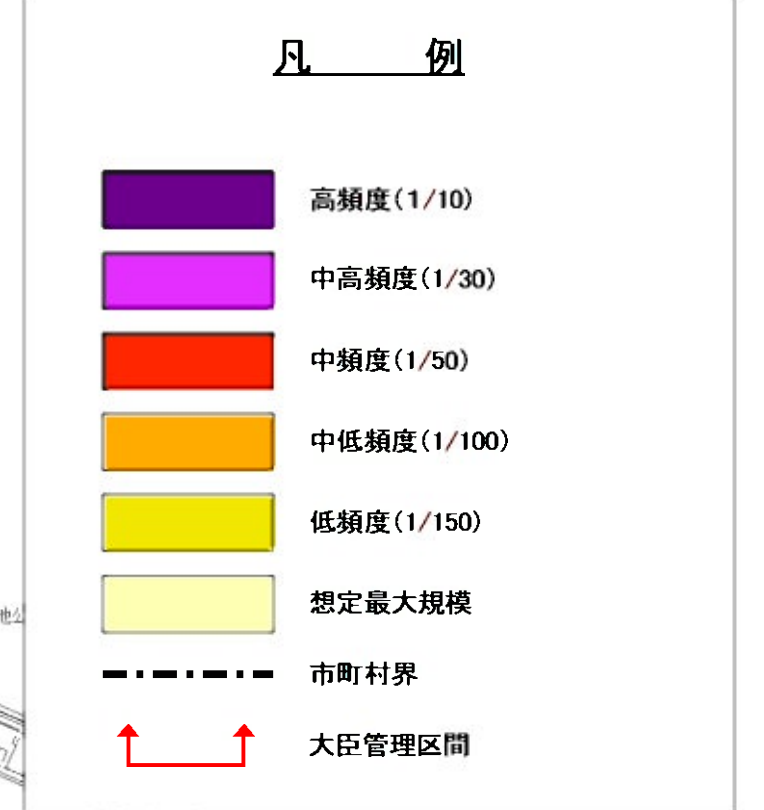 凡 例
高頻度(1/10)
中高頻度(1/30)
中頻度(1/50)
中低頻度(1/100)
低頻度(1/150)
想定最大規模
市町村界
大臣管理区間